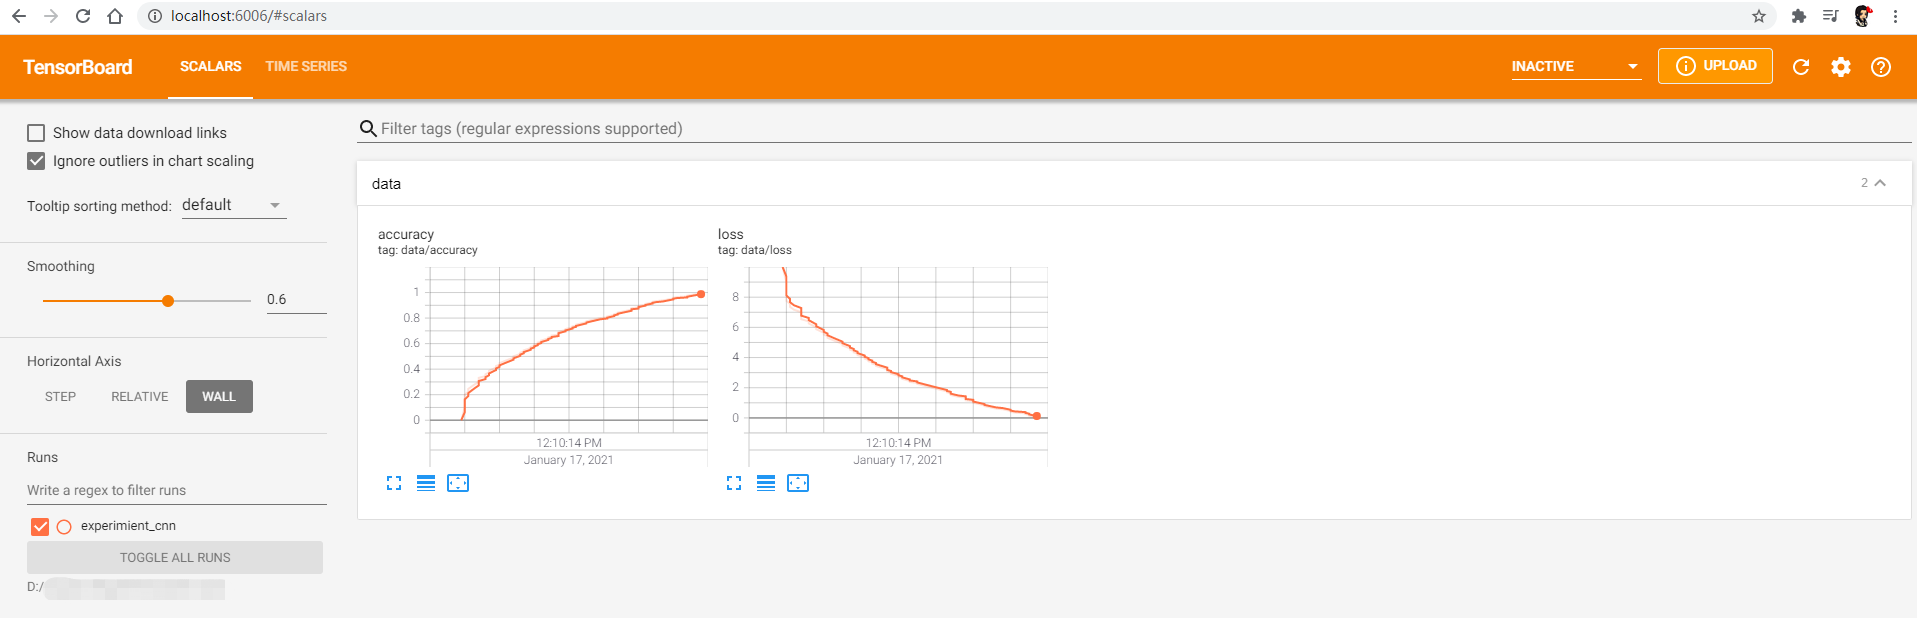 localhost:6006/#scalars
TensorBoard SCALARS TIME SERIES INACTIVE UPLOAD
Show data download links
Ignore outliers in chart scaling
Tooltip sorting method: default
Smoothing
0.6
Horizontal Axis
STEP RELATIVE WALL
Runs
Write a regex to filter runs
experimient_cnn
TOGGLE ALL RUNS
D:/
Filter tags (regular expressions supported)
data 2
accuracy
tag: data/accuracy
1
0.8
0.6
0.4
0.2
0
12:10:14 PM
January 17, 2021
loss
tag: data/loss
8
6
4
2
0
12:10:14 PM
January 17, 2021